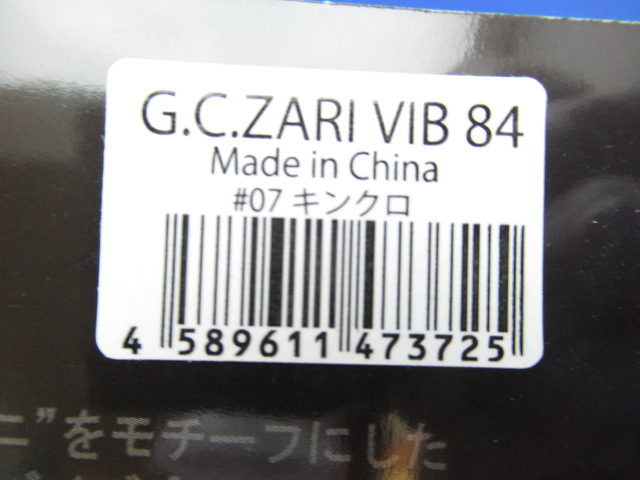 G.C.ZARI VIB 84
Made in China
#07 キンクロ
4 589611 473725
ニ”をモチーフにした